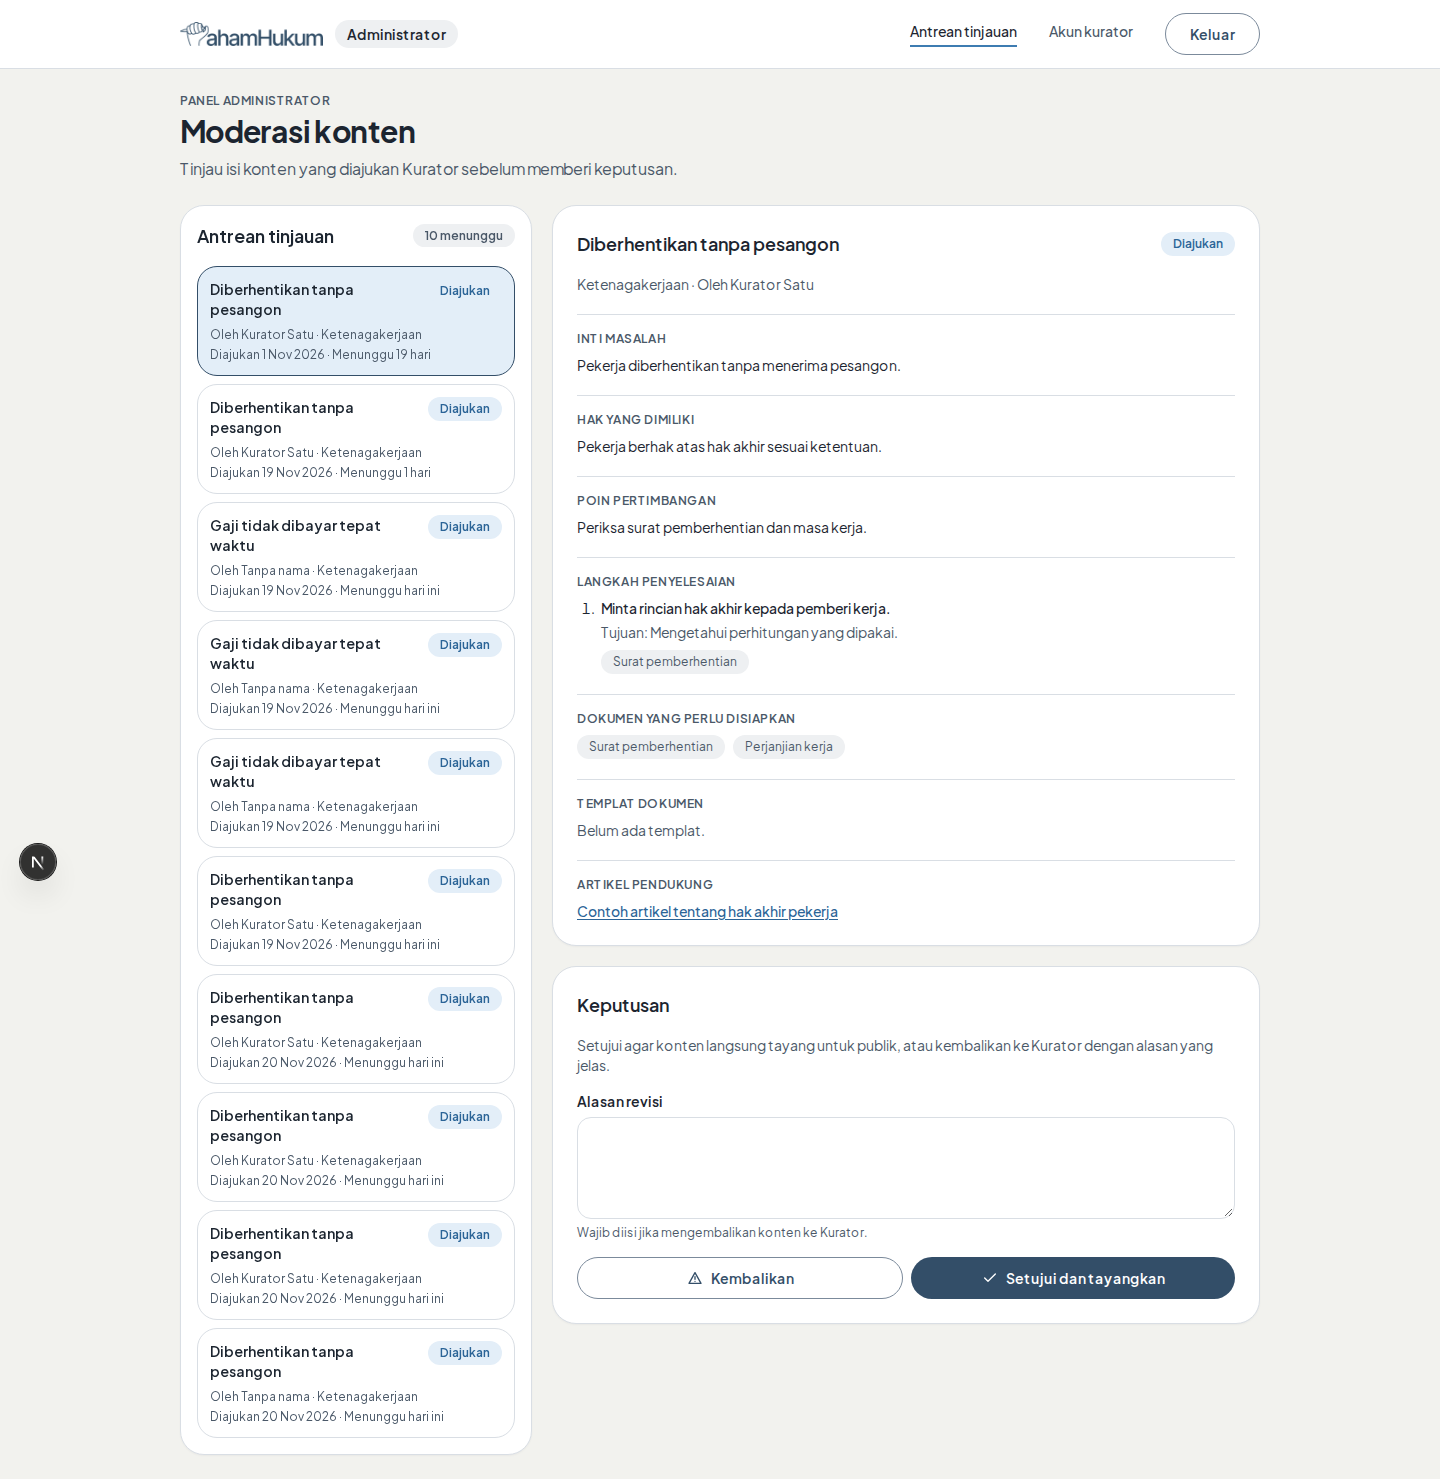 ahamHukum
Administrator
Antrean tinjauan
Akun kurator
Keluar
PANEL ADMINISTRATOR
Moderasi konten
Tinjau isi konten yang diajukan Kurator sebelum memberi keputusan.
Antrean tinjauan
10 menunggu
Diberhentikan tanpa
pesangon
Diajukan
Oleh Kurator Satu · Ketenagakerjaan
Diajukan 1 Nov 2026 · Menunggu 19 hari
Diberhentikan tanpa
pesangon
Diajukan
Oleh Kurator Satu · Ketenagakerjaan
Diajukan 19 Nov 2026 · Menunggu 1 hari
Gaji tidak dibayar tepat
waktu
Diajukan
Oleh Tanpa nama · Ketenagakerjaan
Diajukan 19 Nov 2026 · Menunggu hari ini
Gaji tidak dibayar tepat
waktu
Diajukan
Oleh Tanpa nama · Ketenagakerjaan
Diajukan 19 Nov 2026 · Menunggu hari ini
Gaji tidak dibayar tepat
waktu
Diajukan
Oleh Tanpa nama · Ketenagakerjaan
Diajukan 19 Nov 2026 · Menunggu hari ini
Diberhentikan tanpa
pesangon
Diajukan
Oleh Kurator Satu · Ketenagakerjaan
Diajukan 19 Nov 2026 · Menunggu hari ini
Diberhentikan tanpa
pesangon
Diajukan
Oleh Kurator Satu · Ketenagakerjaan
Diajukan 20 Nov 2026 · Menunggu hari ini
Diberhentikan tanpa
pesangon
Diajukan
Oleh Kurator Satu · Ketenagakerjaan
Diajukan 20 Nov 2026 · Menunggu hari ini
Diberhentikan tanpa
pesangon
Diajukan
Oleh Kurator Satu · Ketenagakerjaan
Diajukan 20 Nov 2026 · Menunggu hari ini
Diberhentikan tanpa
pesangon
Diajukan
Oleh Tanpa nama · Ketenagakerjaan
Diajukan 20 Nov 2026 · Menunggu hari ini
Diberhentikan tanpa pesangon
Diajukan
Ketenagakerjaan · Oleh Kurator Satu
INTI MASALAH
Pekerja diberhentikan tanpa menerima pesangon.
HAK YANG DIMILIKI
Pekerja berhak atas hak akhir sesuai ketentuan.
POIN PERTIMBANGAN
Periksa surat pemberhentian dan masa kerja.
LANGKAH PENYELESAIAN
1. Minta rincian hak akhir kepada pemberi kerja.
Tujuan: Mengetahui perhitungan yang dipakai.
Surat pemberhentian
DOKUMEN YANG PERLU DISIAPKAN
Surat pemberhentian
Perjanjian kerja
TEMPLAT DOKUMEN
Belum ada templat.
ARTIKEL PENDUKUNG
Contoh artikel tentang hak akhir pekerja
Keputusan
Setujui agar konten langsung tayang untuk publik, atau kembalikan ke Kurator dengan alasan yang
jelas.
Alasan revisi
Wajib diisi jika mengembalikan konten ke Kurator.
Kembalikan
Setujui dan tayangkan
N